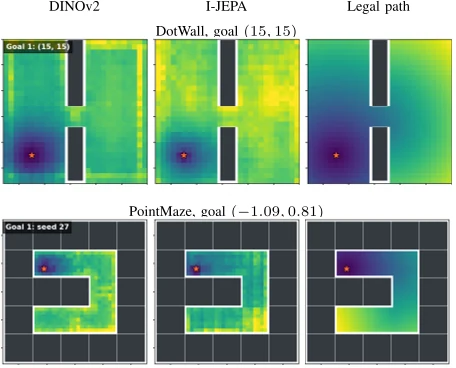 DINOv2 I-JEPA Legal path
DotWall, goal (15, 15)
Goal 1: (15, 15)
PointMaze, goal (−1.09, 0.81)
Goal 1: seed 27